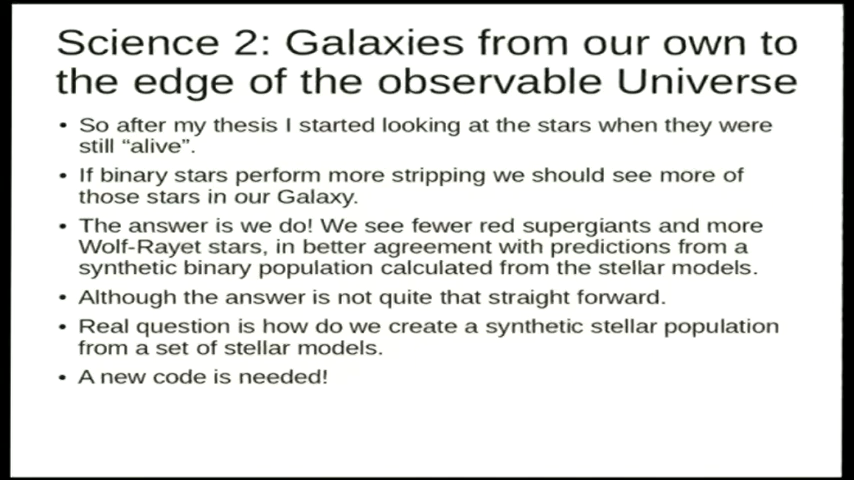 Science 2: Galaxies from our own to
the edge of the observable Universe
• So after my thesis I started looking at the stars when they were
still “alive”.
• If binary stars perform more stripping we should see more of
those stars in our Galaxy.
• The answer is we do! We see fewer red supergiants and more
Wolf-Rayet stars, in better agreement with predictions from a
synthetic binary population calculated from the stellar models.
• Although the answer is not quite that straight forward.
• Real question is how do we create a synthetic stellar population
from a set of stellar models.
• A new code is needed!